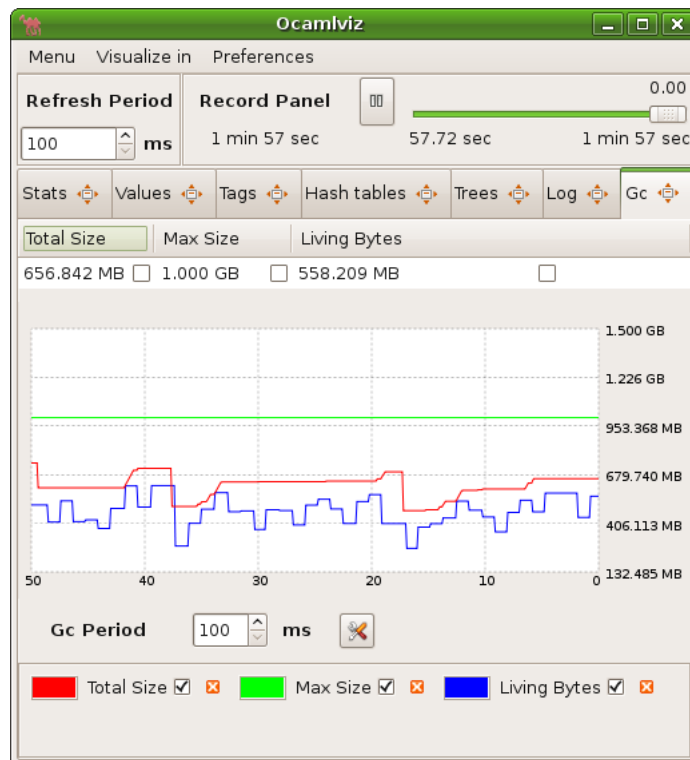 Ocamlviz
Menu Visualize in Preferences
Refresh Period
100 ms
Record Panel
0.00
1 min 57 sec 57.72 sec 1 min 57 sec
Stats Values Tags Hash tables Trees Log Gc
Total Size Max Size Living Bytes
656.842 MB 1.000 GB 558.209 MB
1.500 GB
1.226 GB
953.368 MB
679.740 MB
406.113 MB
132.485 MB
50 40 30 20 10 0
Gc Period 100 ms
Total Size Max Size Living Bytes